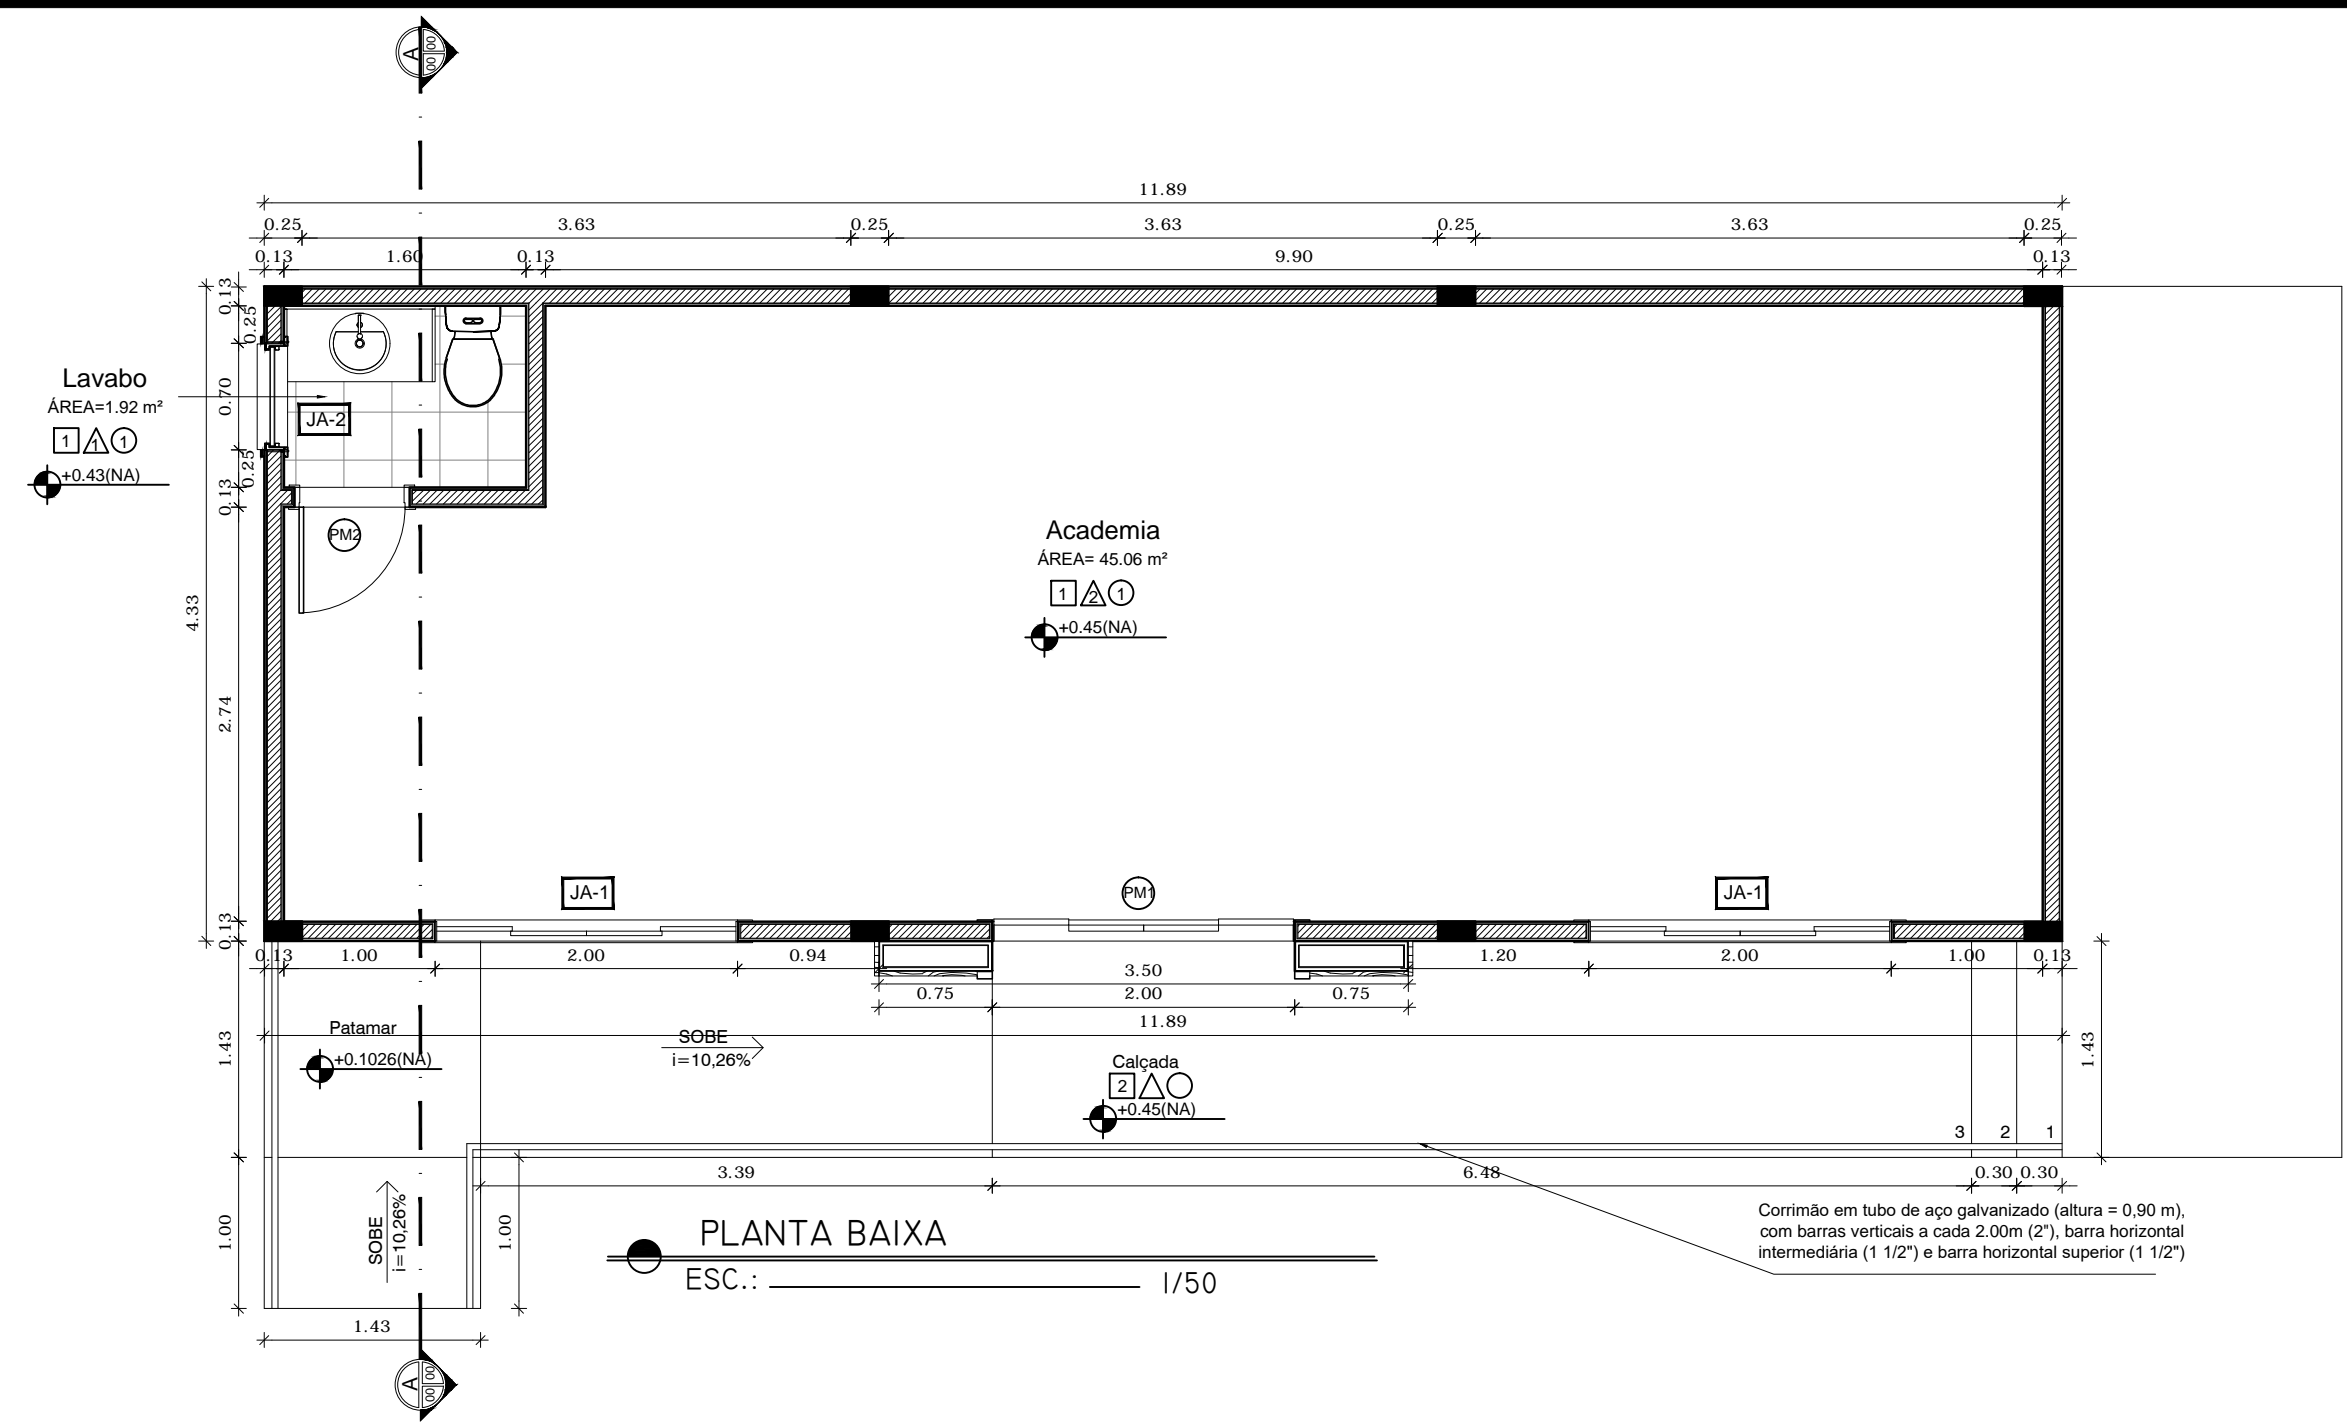 A
00
00
11.89
0.25
3.63
0.25
3.63
0.25
3.63
0.25
0.13
1.60
0.13
9.90
0.13
0.13
0.25
0.70
0.25
0.13
4.33
2.74
0.13
Lavabo
ÁREA=1.92 m²
1
1
1
+0.43(NA)
JA-2
PM2
Academia
ÁREA= 45.06 m²
1
2
1
+0.45(NA)
JA-1
PM1
JA-1
0.13
1.00
2.00
0.94
3.50
1.20
2.00
1.00
0.13
0.75
2.00
0.75
11.89
1.43
1.43
Patamar
+0.1026(NA)
SOBE
i=10,26%
Calçada
2
+0.45(NA)
3
2
1
3.39
6.48
0.30
0.30
1.00
SOBE
i=10,26%
1.00
1.43
PLANTA BAIXA
ESC.:
1/50
Corrimão em tubo de aço galvanizado (altura = 0,90 m),
com barras verticais a cada 2.00m (2"), barra horizontal
intermediária (1 1/2") e barra horizontal superior (1 1/2")
A
00
00